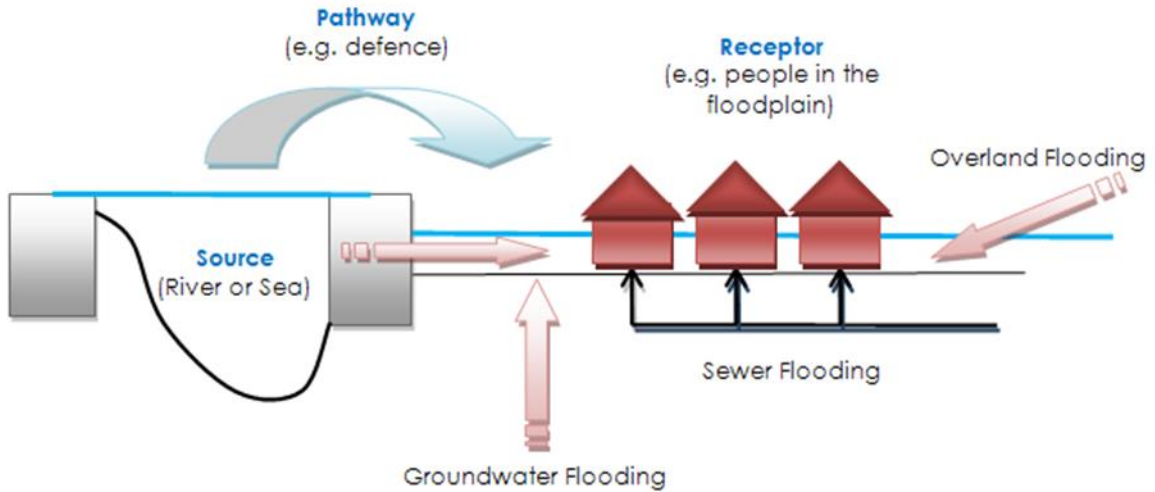 Pathway
(e.g. defence)
Receptor
(e.g. people in the
floodplain)
Overland Flooding
Source
(River or Sea)
Sewer Flooding
Groundwater Flooding